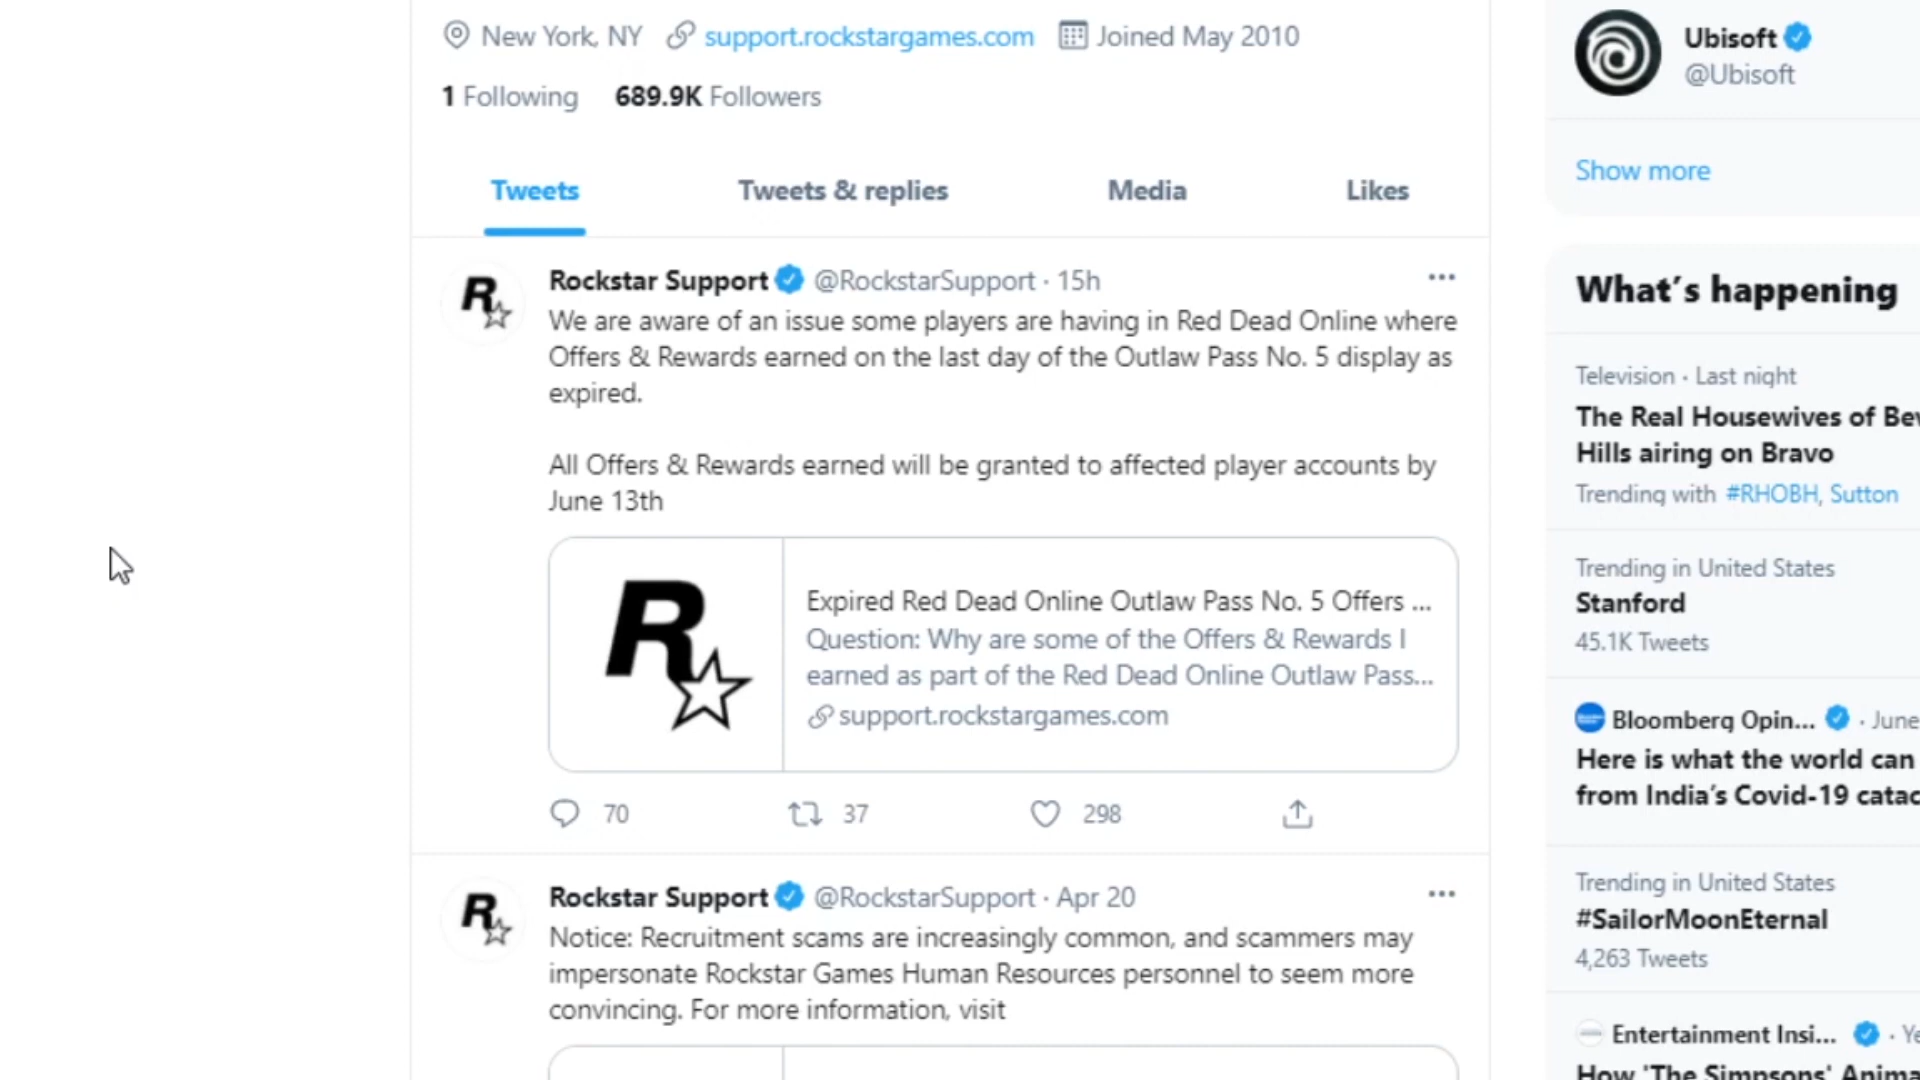 New York, NY support.rockstargames.com Joined May 2010
1 Following 689.9K Followers
Tweets Tweets & replies Media Likes
Rockstar Support @RockstarSupport · 15h
We are aware of an issue some players are having in Red Dead Online where
Offers & Rewards earned on the last day of the Outlaw Pass No. 5 display as
expired.
All Offers & Rewards earned will be granted to affected player accounts by
June 13th
R
Expired Red Dead Online Outlaw Pass No. 5 Offers ...
Question: Why are some of the Offers & Rewards I
earned as part of the Red Dead Online Outlaw Pass...
support.rockstargames.com
70 37 298
Rockstar Support @RockstarSupport · Apr 20
Notice: Recruitment scams are increasingly common, and scammers may
impersonate Rockstar Games Human Resources personnel to seem more
convincing. For more information, visit
Ubisoft
@Ubisoft
Show more
What's happening
Television · Last night
The Real Housewives of Bev
Hills airing on Bravo
Trending with #RHOBH, Sutton
Trending in United States
Stanford
45.1K Tweets
Bloomberg Opin... · June
Here is what the world can
from India's Covid-19 catac
Trending in United States
#SailorMoonEternal
4,263 Tweets
Entertainment Insi... · Ye
How 'The Simpsons' Anima